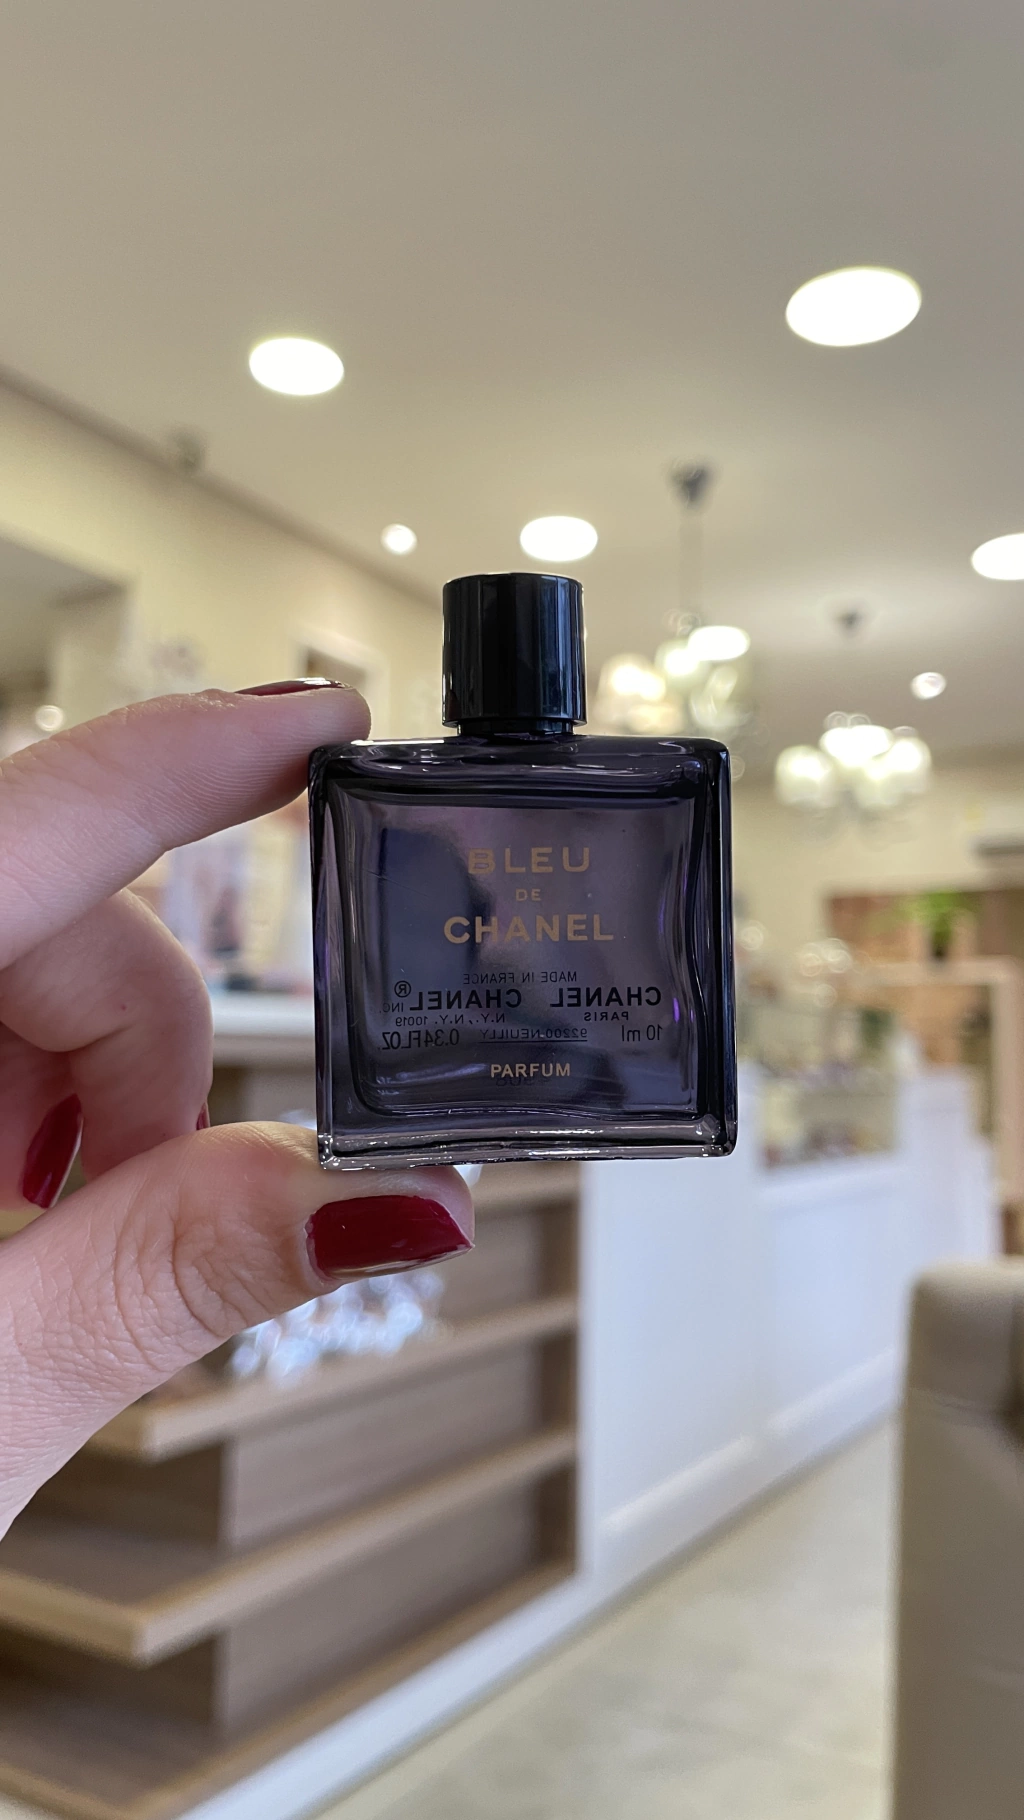 BLEU
DE
CHANEL
MADE IN FRANCE
CHANEL CHANEL® INC.
PARIS N.Y., N.Y. 10019
10 ml 92200-NEUILLY 0.34FL.OZ.
PARFUM